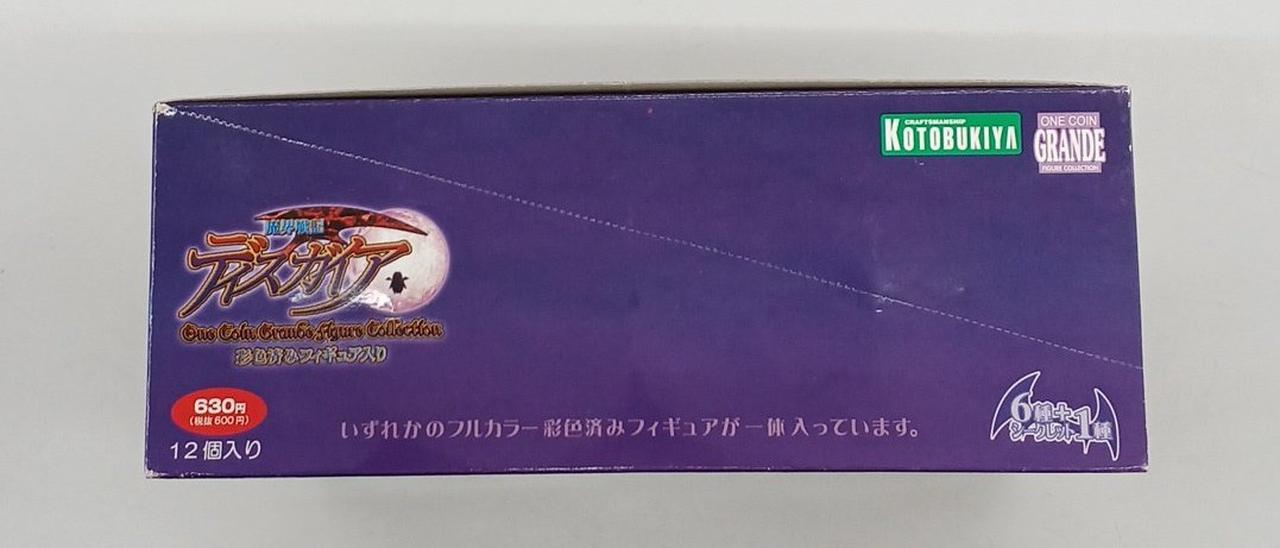 CRAFTSMANSHIP
KOTOBUKIYA
ONE COIN
GRANDE
FIGURE COLLECTION
魔界戦記
ディスガイア
One Coin Grande Figure Collection
彩色済みフィギュア入り
630円
(税抜600円)
12個入り
いずれかのフルカラー彩色済みフィギュアが一体入っています。
6種+
シークレット1種